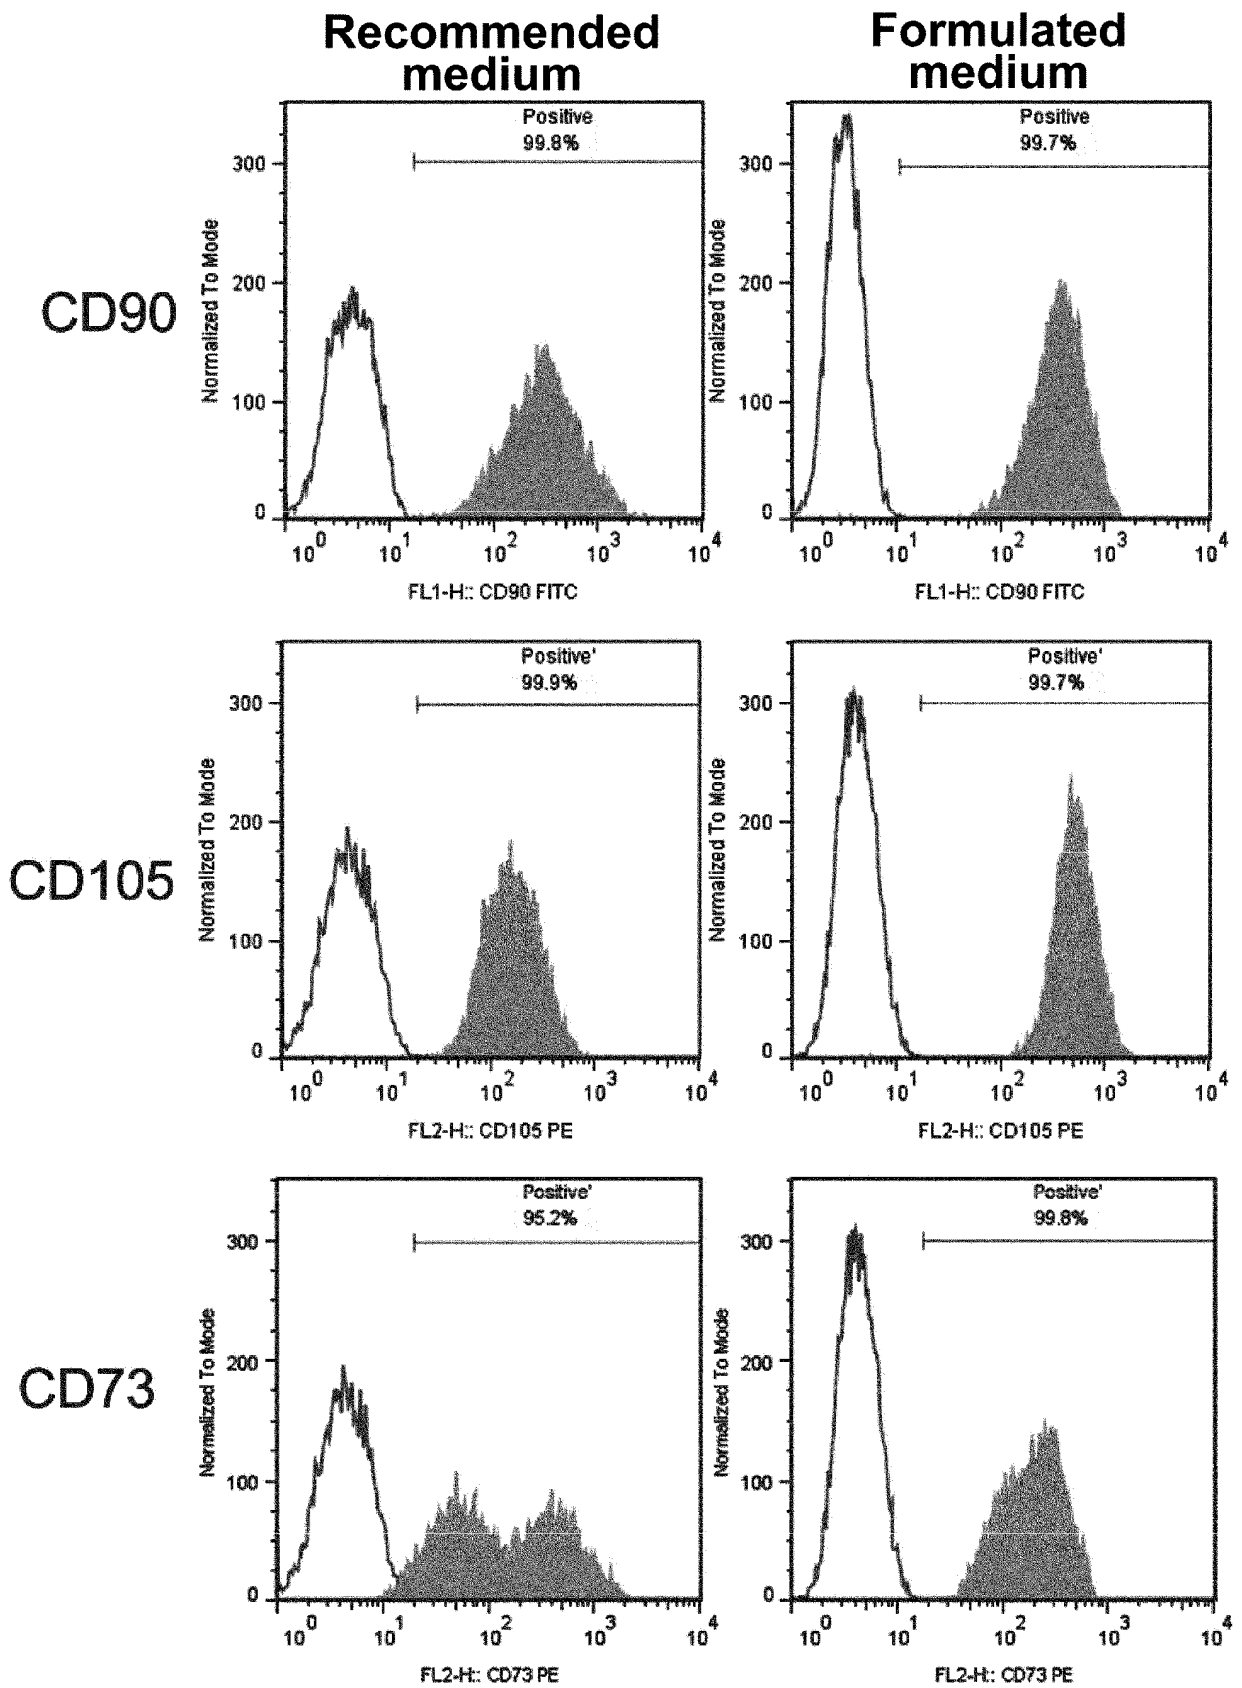 Recommended
medium
Formulated
medium
CD90
Positive
99.8%
300
200
100
0
Normalized To Mode
10^0 10^1 10^2 10^3 10^4
FL1-H:: CD90 FITC
Positive
99.7%
300
200
100
0
Normalized To Mode
10^0 10^1 10^2 10^3 10^4
FL1-H:: CD90 FITC
CD105
Positive'
99.9%
300
200
100
0
Normalized To Mode
10^0 10^1 10^2 10^3 10^4
FL2-H:: CD105 PE
Positive'
99.7%
300
200
100
0
Normalized To Mode
10^0 10^1 10^2 10^3 10^4
FL2-H:: CD105 PE
CD73
Positive'
95.2%
300
200
100
0
Normalized To Mode
10^0 10^1 10^2 10^3 10^4
FL2-H:: CD73 PE
Positive'
99.8%
300
200
100
0
Normalized To Mode
10^0 10^1 10^2 10^3 10^4
FL2-H:: CD73 PE